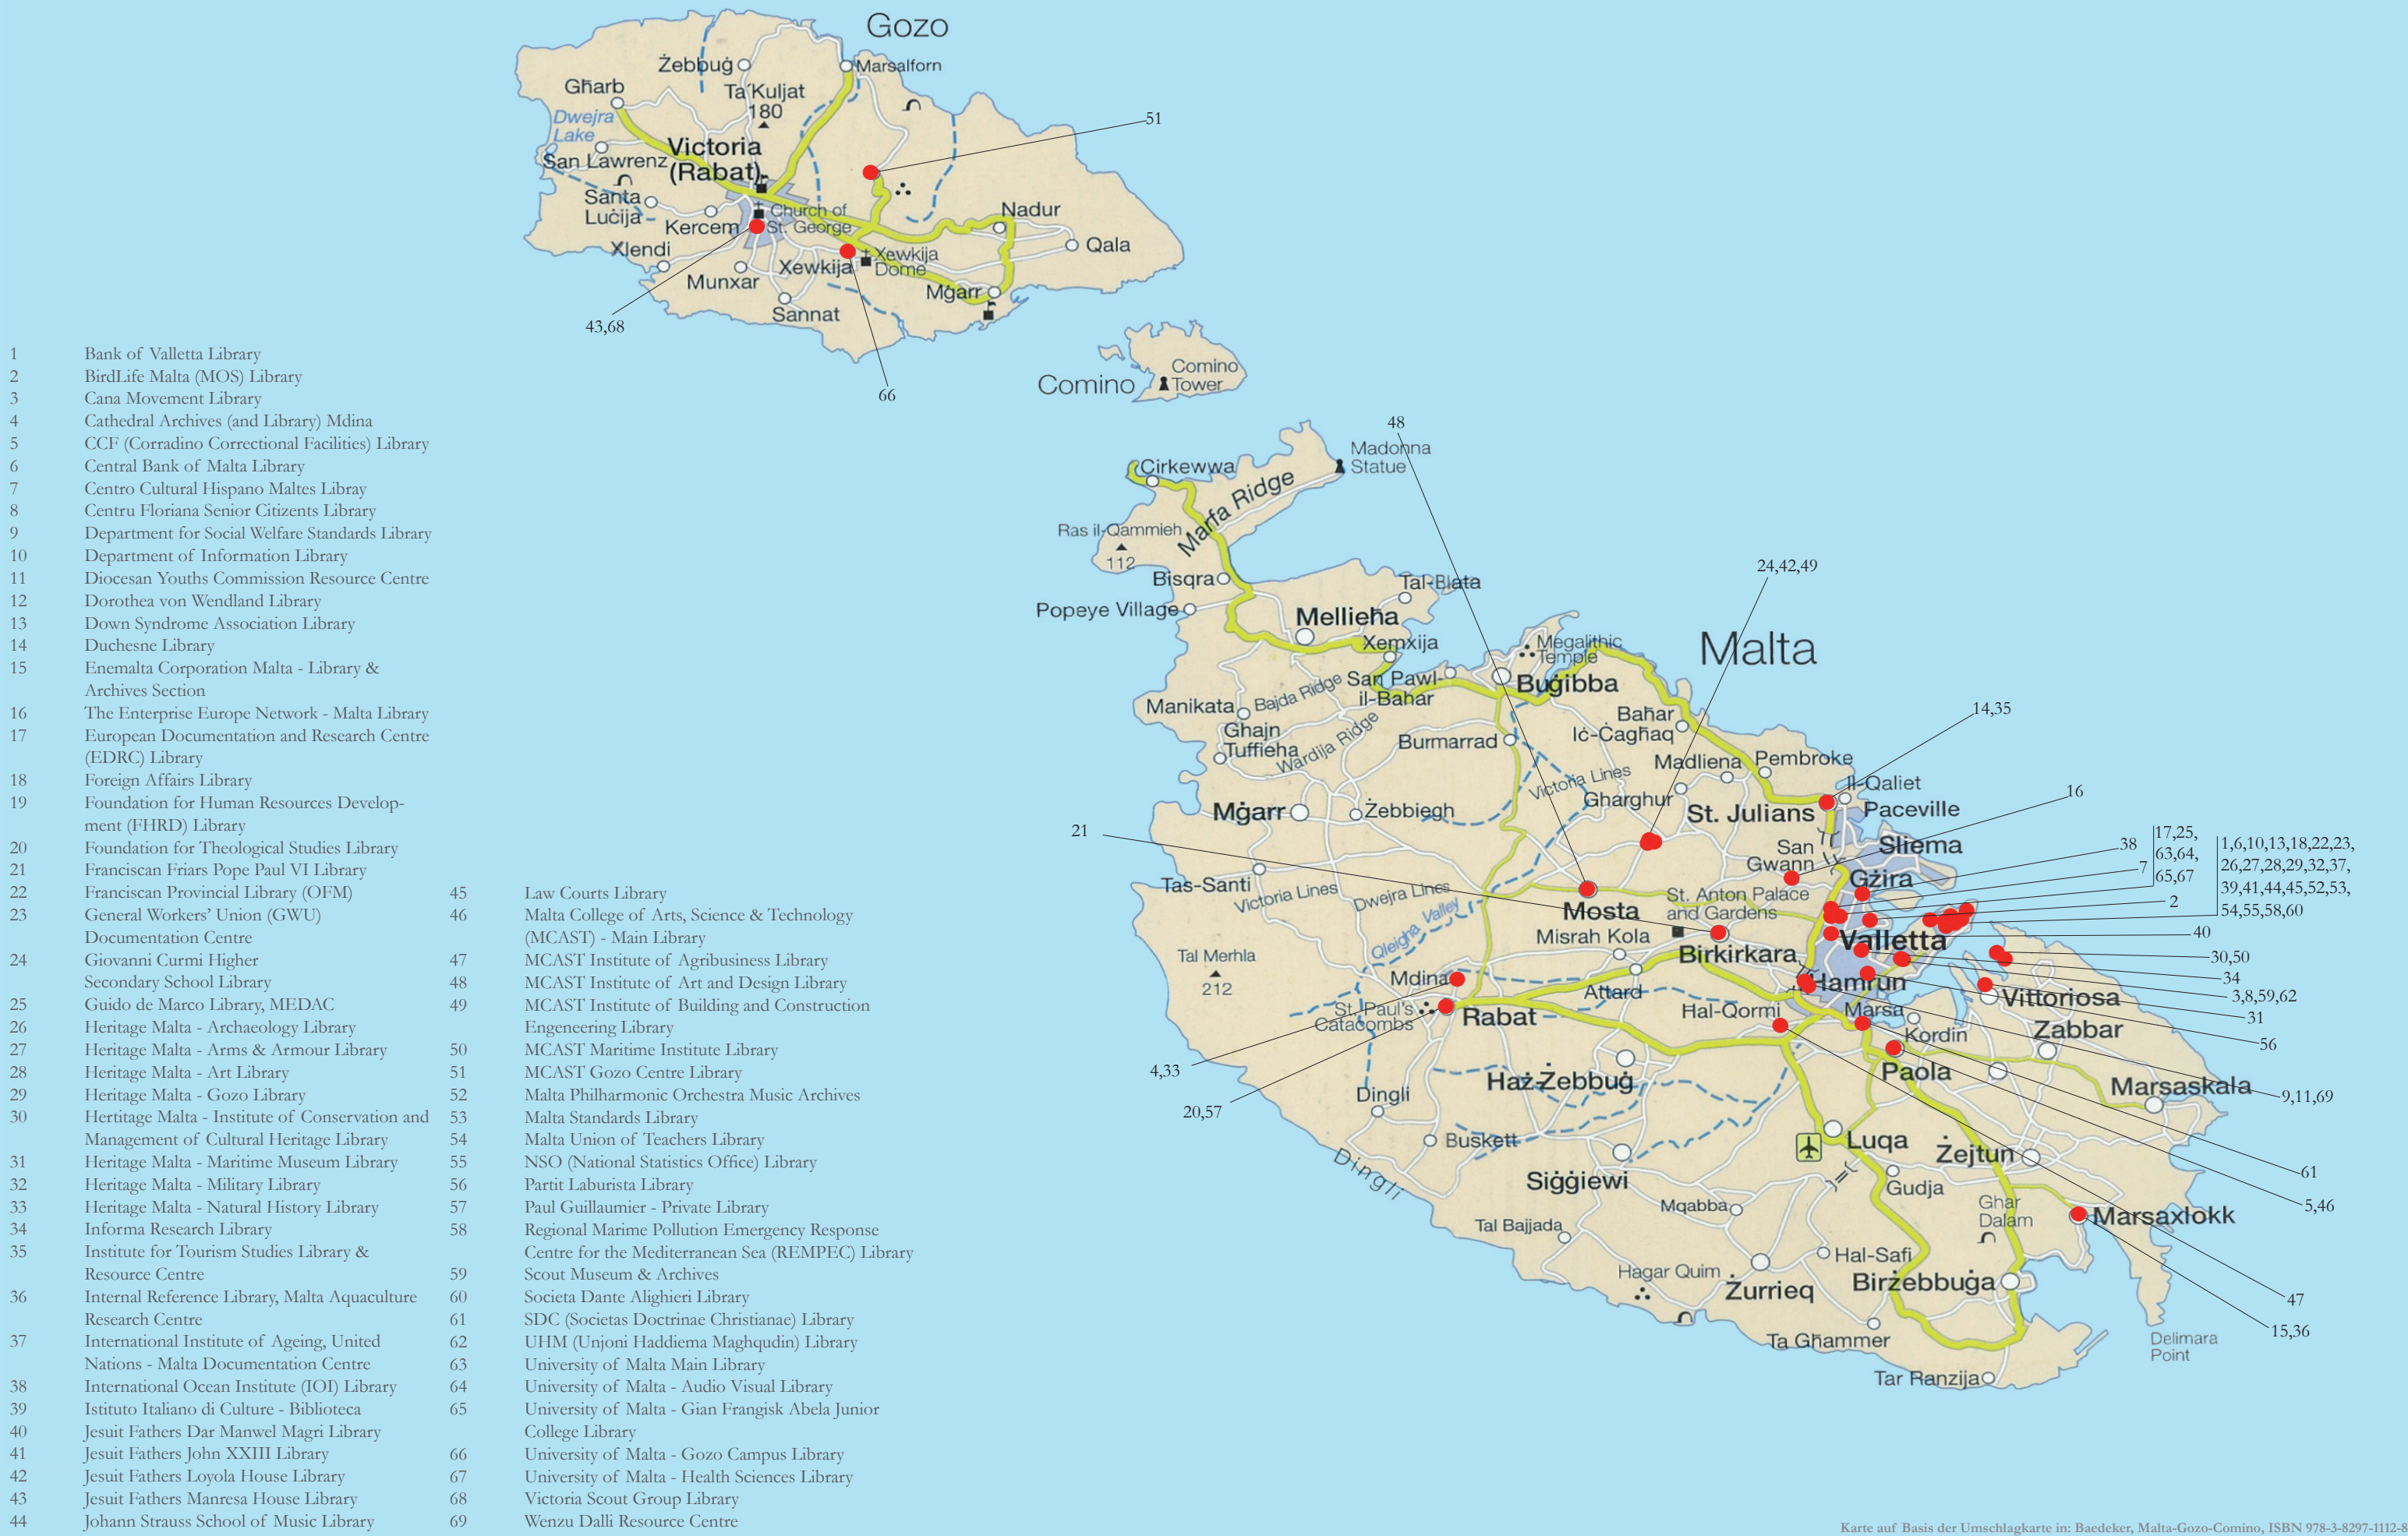 Gozo
Żebbuġ
Marsalforn
Għarb
Ta'Kuljat
180
Dwejra
Lake
San Lawrenz
Victoria
(Rabat)
51
Santa
Luċija
Kercem
Church of
St. George
Nadur
Qala
Xlendi
Munxar
Xewkija
Xewkija
Dome
Mġarr
Sannat
43,68
66
Comino
Comino
Tower
1 Bank of Valletta Library
2 BirdLife Malta (MOS) Library
3 Cana Movement Library
4 Cathedral Archives (and Library) Mdina
5 CCF (Corradino Correctional Facilities) Library
6 Central Bank of Malta Library
7 Centro Cultural Hispano Maltes Libray
8 Centru Floriana Senior Citizents Library
9 Department for Social Welfare Standards Library
10 Department of Information Library
11 Diocesan Youths Commission Resource Centre
12 Dorothea von Wendland Library
13 Down Syndrome Association Library
14 Duchesne Library
15 Enemalta Corporation Malta - Library &
Archives Section
16 The Enterprise Europe Network - Malta Library
17 European Documentation and Research Centre
(EDRC) Library
18 Foreign Affairs Library
19 Foundation for Human Resources Develop-
ment (FHRD) Library
20 Foundation for Theological Studies Library
21 Franciscan Friars Pope Paul VI Library
22 Franciscan Provincial Library (OFM)
23 General Workers' Union (GWU)
Documentation Centre
24 Giovanni Curmi Higher
Secondary School Library
25 Guido de Marco Library, MEDAC
26 Heritage Malta - Archaeology Library
27 Heritage Malta - Arms & Armour Library
28 Heritage Malta - Art Library
29 Heritage Malta - Gozo Library
30 Hertitage Malta - Institute of Conservation and
Management of Cultural Heritage Library
31 Heritage Malta - Maritime Museum Library
32 Heritage Malta - Military Library
33 Heritage Malta - Natural History Library
34 Informa Research Library
35 Institute for Tourism Studies Library &
Resource Centre
36 Internal Reference Library, Malta Aquaculture
Research Centre
37 International Institute of Ageing, United
Nations - Malta Documentation Centre
38 International Ocean Institute (IOI) Library
39 Istituto Italiano di Culture - Biblioteca
40 Jesuit Fathers Dar Manwel Magri Library
41 Jesuit Fathers John XXIII Library
42 Jesuit Fathers Loyola House Library
43 Jesuit Fathers Manresa House Library
44 Johann Strauss School of Music Library
45 Law Courts Library
46 Malta College of Arts, Science & Technology
(MCAST) - Main Library
47 MCAST Institute of Agribusiness Library
48 MCAST Institute of Art and Design Library
49 MCAST Institute of Building and Construction
Engeneering Library
50 MCAST Maritime Institute Library
51 MCAST Gozo Centre Library
52 Malta Philharmonic Orchestra Music Archives
53 Malta Standards Library
54 Malta Union of Teachers Library
55 NSO (National Statistics Office) Library
56 Partit Laburista Library
57 Paul Guillaumier - Private Library
58 Regional Marime Pollution Emergency Response
Centre for the Mediterranean Sea (REMPEC) Library
59 Scout Museum & Archives
60 Societa Dante Alighieri Library
61 SDC (Societas Doctrinae Christianae) Library
62 UHM (Unjoni Haddiema Maghqudin) Library
63 University of Malta Main Library
64 University of Malta - Audio Visual Library
65 University of Malta - Gian Frangisk Abela Junior
College Library
66 University of Malta - Gozo Campus Library
67 University of Malta - Health Sciences Library
68 Victoria Scout Group Library
69 Wenzu Dalli Resource Centre
48
Madonna
Statue
Cirkewwa
Marfa Ridge
Ras il-Qammieh
112
Bisqra
Popeye Village
Tal-Blata
Mellieħa
Xemxija
24,42,49
Malta
Megalithic
Temple
San Pawl-
il-Bahar
Buġibba
Manikata
Bajda Ridge
Ghajn
Tuffieha
Wardija Ridge
Burmarrad
Baħar
Iċ-Ċagħaq
14,35
Madliena
Pembroke
Victoria Lines
Gharghur
Il-Qaliet
St. Julians
Paceville
16
Mġarr
Żebbiegh
21
San
Gwann
Sliema
38
17,25,
63,64,
65,67
1,6,10,13,18,22,23,
26,27,28,29,32,37,
39,41,44,45,52,53,
54,55,58,60
7
2
Tas-Santi
Victoria Lines
Dwejra Lines
Mosta
St. Anton Palace
and Gardens
Gżira
Qleigha Valley
Misrah Kola
Birkirkara
Valletta
40
30,50
34
3,8,59,62
31
56
Tal Merhla
212
Mdina
Attard
Hamrun
Vittoriosa
St. Paul's
Catacombs
Rabat
Hal-Qormi
Marsa
Kordin
Zabbar
4,33
Haż-Żebbuġ
Paola
Marsaskala
9,11,69
20,57
Dingli
Buskett
Luqa
Żejtun
61
Dingli
Siġġiewi
Gudja
5,46
Mqabba
Ghar
Dalam
Marsaxlokk
Tal Bajjada
Hal-Safi
Hagar Quim
Żurrieq
Birżebbuġa
47
15,36
Ta Għammer
Delimara
Point
Tar Ranzija
Karte auf Basis der Umschlagkarte in: Baedeker, Malta-Gozo-Comino, ISBN 978-3-8297-1112-8